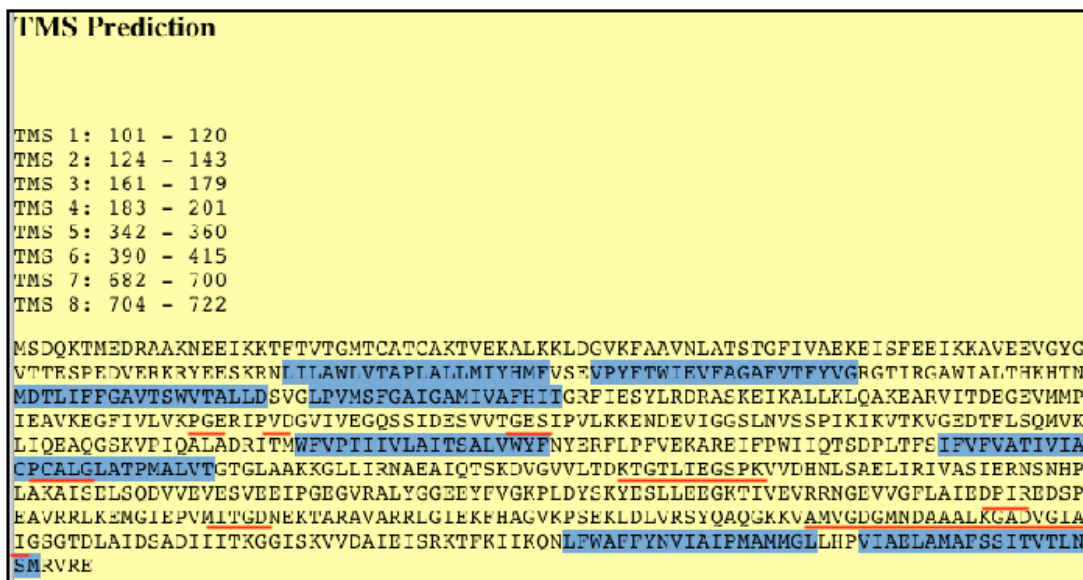 TMS Prediction
TMS 1: 101 - 120
TMS 2: 124 - 143
TMS 3: 161 - 179
TMS 4: 183 - 201
TMS 5: 342 - 360
TMS 6: 390 - 415
TMS 7: 682 - 700
TMS 8: 704 - 722
MSDQKTMEDRAAKNEEIKKTFTVTGMTCATCAKTVEKALKKLDGVKFAAVNLATSTGFIVAEKEISFEEIKKAVEEVGYG
VTTESPEDVERKRYEESKRNLILAWLVTAPLALLMIYHMFVSEVPYFTWIEVFAGAFVTFYVGRGTIRGAWIALTHKHTN
MDTLIFFGAVTSWVTALLDSVGLPVMSFGAIGAMIVAFHITGRFIESYLRDRASKEIKALLKLQAKEARVITDEGEVMMP
IEAVKEGFIVLVKPGERIPVDGVIVEGQSSIDESVVTGESIPVLKKENDEVIGGSLNVSSPIKIKVTKVGEDTFLSQMVK
LIQEAQGSKVPIQALADRITMWFVPTIIVLAITSALVWYFNYERFLPFVEKAREIFPWIIQTSDPLTFSIFVFVATIVIA
CPCALGLATPMALVTGTGLAAKKGLLIRNAEAIQTSKDVGVVLTDKTGTLIEGSPKVVDHNLSAELIRIVASIERNSNHP
LAKAISELSQDVVEVESVEEIPGEGVRALYGGEEYFVGKPLDYSKYESLLEEGKTIVEVRRNGEVVGFLAIEDPIREDSP
EAVRRLKEMGIEPVMITGDNEKTARAVARRLGIEKFHAGVKPSEKLDLVRSYQAQGKKVAMVGDGMNDAAALKGADVGIA
IGSGTDLAIDSADIIITKGGISKVVDAIEISRKTFKIIKQNLFWAFFYNVIAIPMAMMGLLHPVIAELAMAFSSITVTLN
SMRVRE